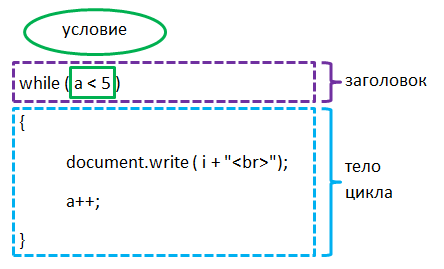 условие
while ( a < 5 )
заголовок
{
document.write ( i + "<br>");
a++;
}
тело
цикла